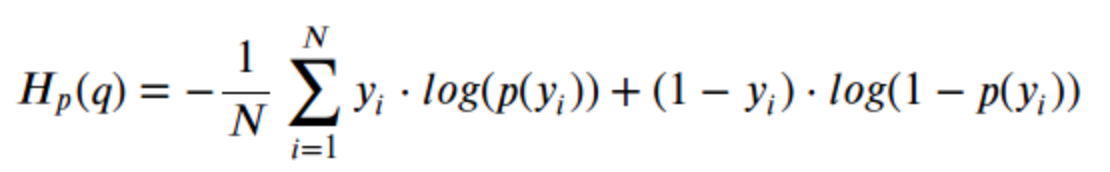 H_p(q) = -\frac{1}{N} \sum_{i=1}^{N} y_i \cdot log(p(y_i)) + (1 - y_i) \cdot log(1 - p(y_i))